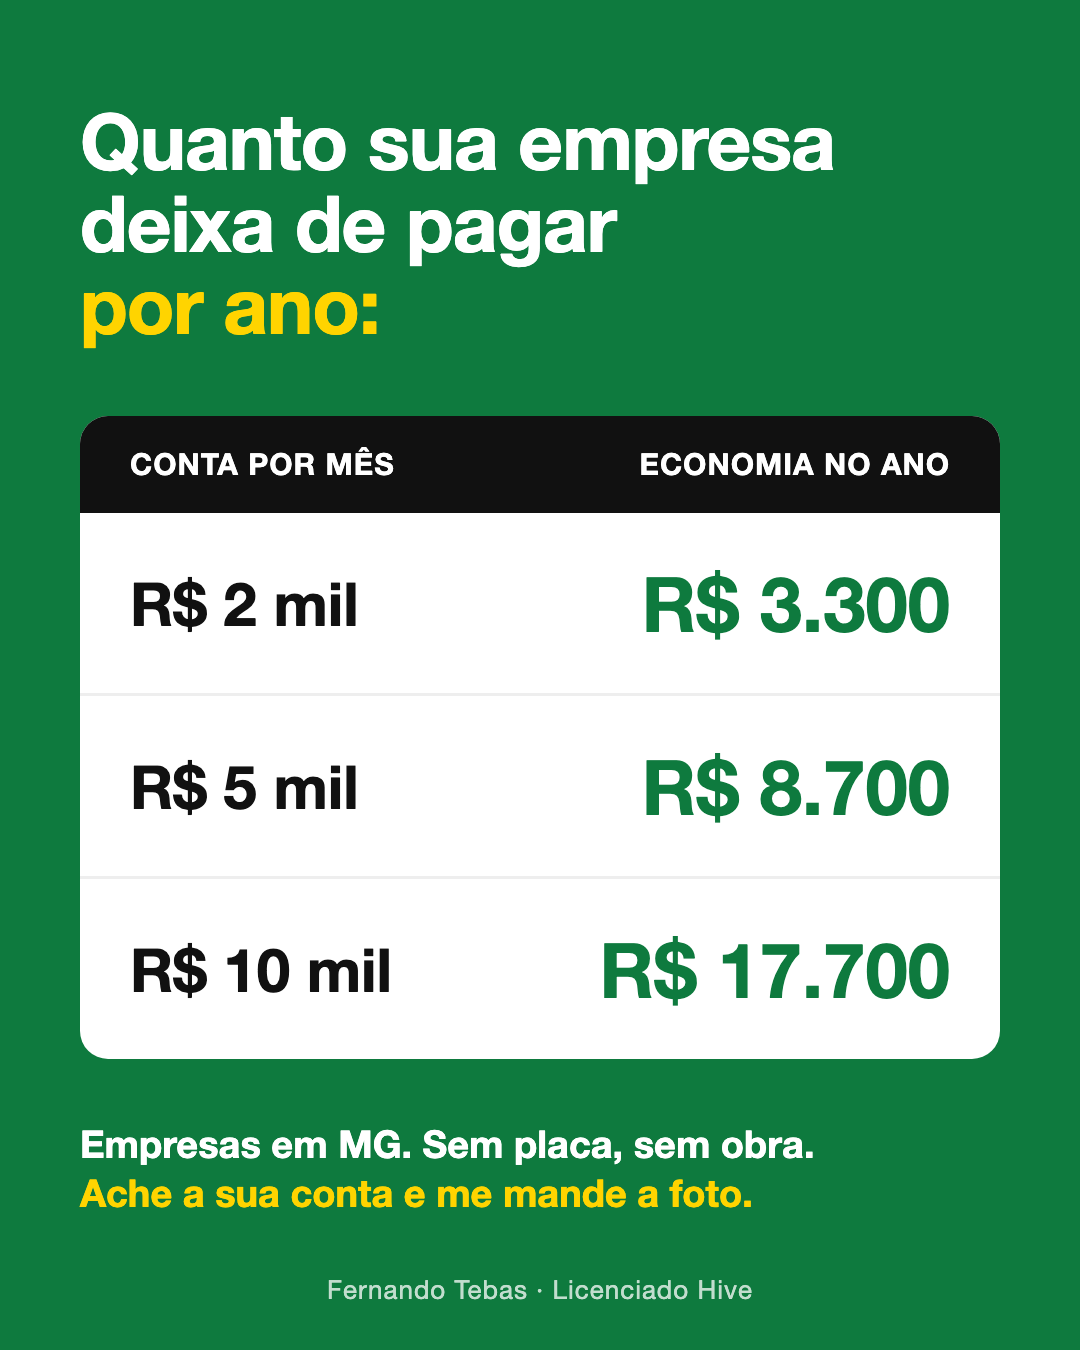 Quanto sua empresa
deixa de pagar
por ano:
CONTA POR MÊS ECONOMIA NO ANO
R$ 2 mil R$ 3.300
R$ 5 mil R$ 8.700
R$ 10 mil R$ 17.700
Empresas em MG. Sem placa, sem obra.
Ache a sua conta e me mande a foto.
Fernando Tebas · Licenciado Hive